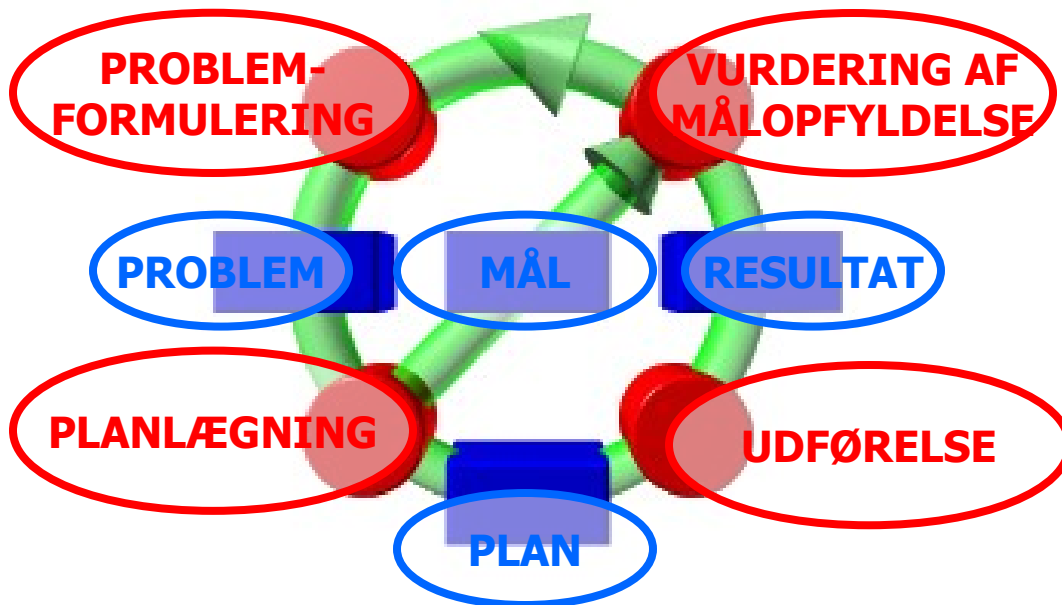 PROBLEM-
FORMULERING
VURDERING AF
MÅLOPFYLDELSE
PROBLEM
MÅL
RESULTAT
PLANLÆGNING
UDFØRELSE
PLAN